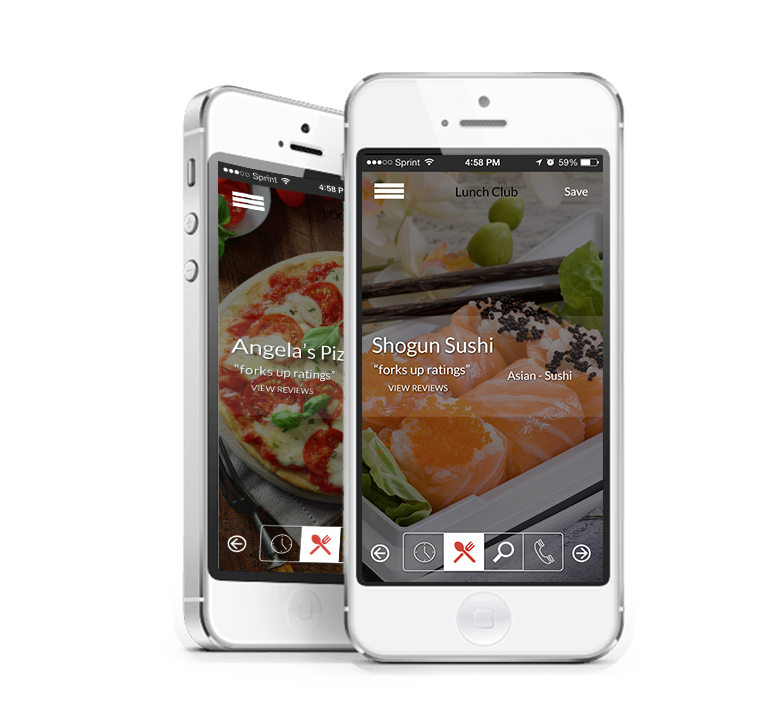 Sprint
4:58 P
Angela's Piz
“forks up ratings”
VIEW REVIEWS
Sprint 4:58 PM 59%
Lunch Club Save
Shogun Sushi
“forks up ratings” Asian - Sushi
VIEW REVIEWS